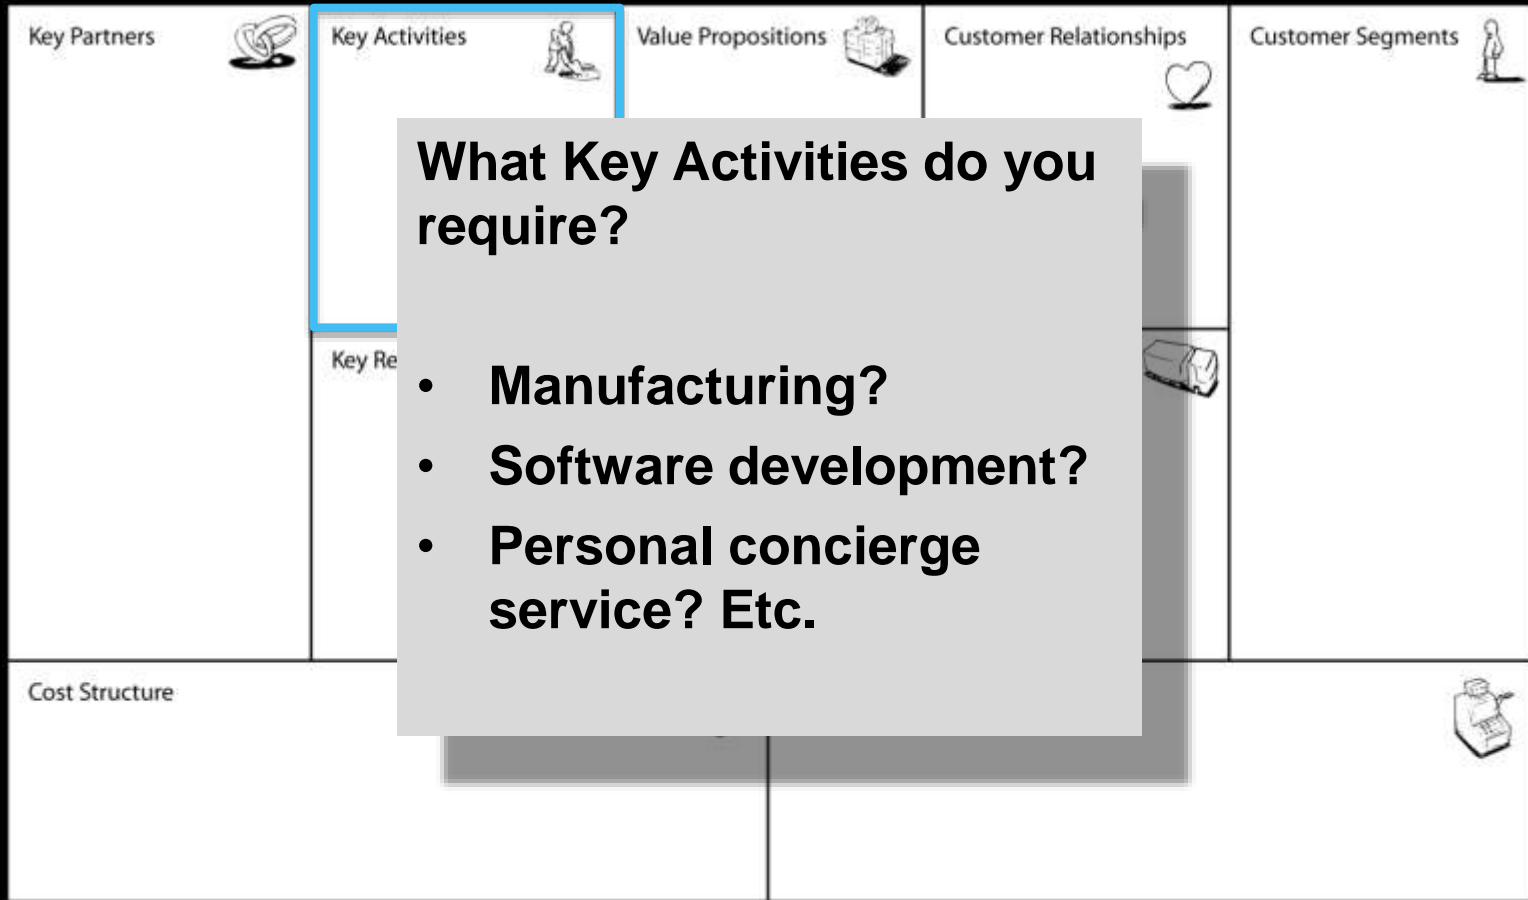 Key Partners
Key Activities
Value Propositions
Customer Relationships
Customer Segments
What Key Activities do you
require?
Key Re
• Manufacturing?
• Software development?
• Personal concierge
service? Etc.
Cost Structure